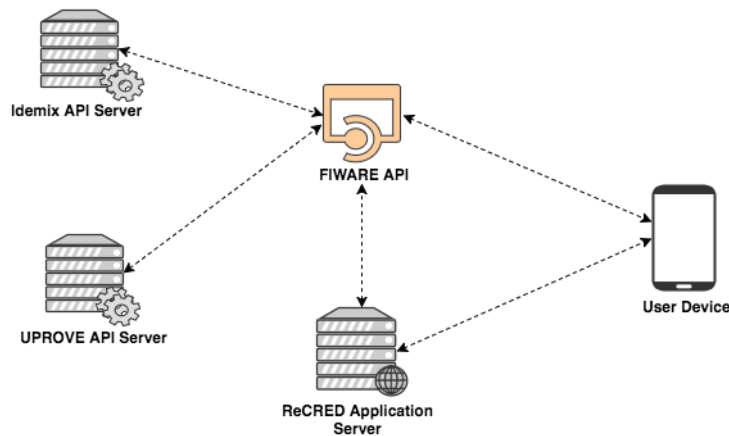 Idemix API Server
FIWARE API
UPROVE API Server
User Device
ReCRED Application
Server